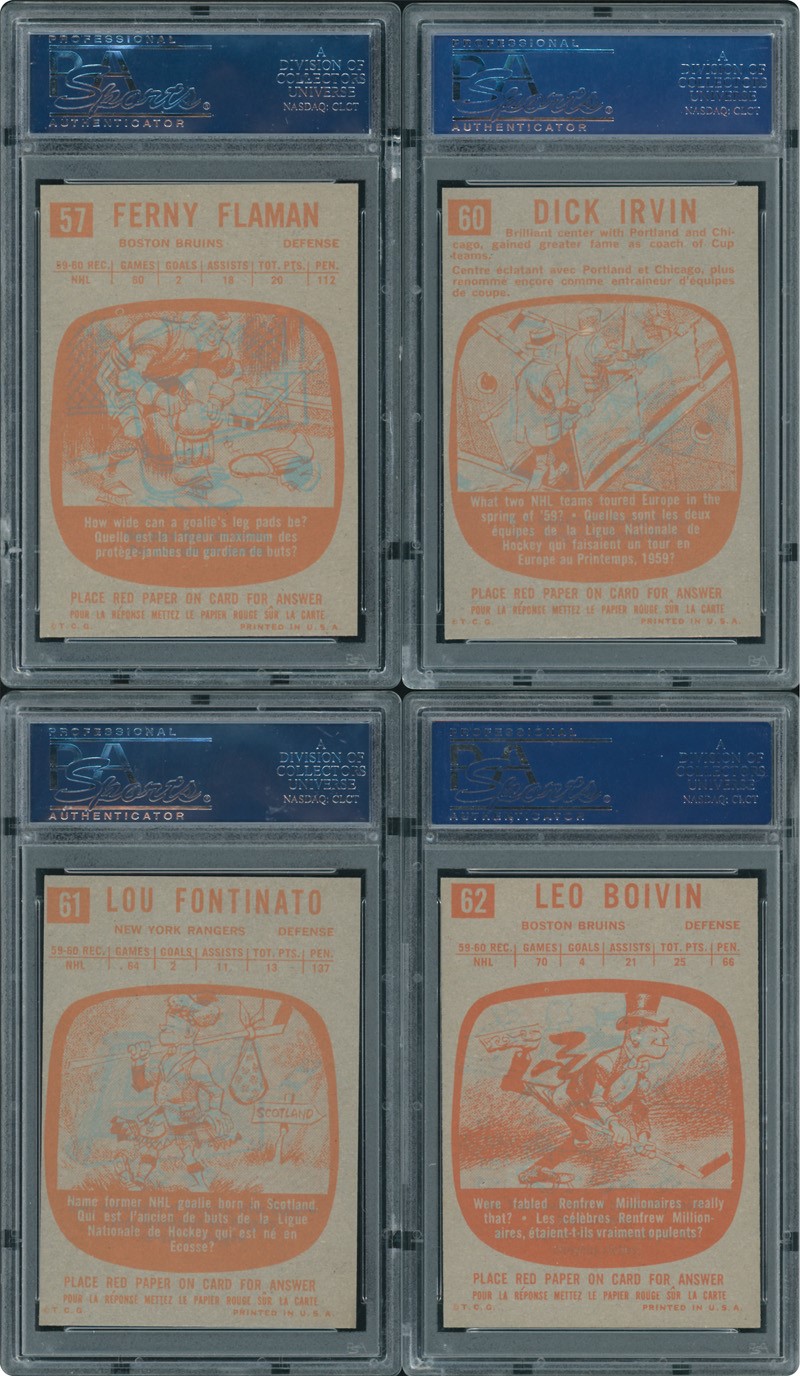 PROFESSIONAL
PSA
Sports®
AUTHENTICATOR
A
DIVISION OF
COLLECTORS
UNIVERSE
NASDAQ: CLCT
57 FERNY FLAMAN
BOSTON BRUINS DEFENSE
59-60 REC. GAMES GOALS ASSISTS TOT. PTS. PEN.
NHL 60 2 18 20 112
How wide can a goalie's leg pads be?
Quelle est la largeur maximum des
protège-jambes du gardien de buts?
PLACE RED PAPER ON CARD FOR ANSWER
POUR LA RÉPONSE METTEZ LE PAPIER ROUGE SUR LA CARTE
©T.C.G. PRINTED IN U.S.A.
PROFESSIONAL
PSA
Sports®
AUTHENTICATOR
A
DIVISION OF
COLLECTORS
UNIVERSE
NASDAQ: CLCT
60 DICK IRVIN
Brilliant center with Portland and Chi-
cago, gained greater fame as coach of Cup
teams.
Centre éclatant avec Portland et Chicago, plus
renommé encore comme entraineur d'équipes
de coupe.
What two NHL teams toured Europe in the
spring of '59? • Quelles sont les deux
équipes de la Ligue Nationale de
Hockey qui faisaient un tour en
Europe au Printemps, 1959?
PLACE RED PAPER ON CARD FOR ANSWER
POUR LA RÉPONSE METTEZ LE PAPIER ROUGE SUR LA CARTE
©T.C.G. PRINTED IN U.S.A.
PROFESSIONAL
PSA
Sports®
AUTHENTICATOR
A
DIVISION OF
COLLECTORS
UNIVERSE
NASDAQ: CLCT
61 LOU FONTINATO
NEW YORK RANGERS DEFENSE
59-60 REC. GAMES GOALS ASSISTS TOT. PTS. PEN.
NHL 64 2 11 13 137
SCOTLAND
Name former NHL goalie born in Scotland.
Qui est l'ancien de buts de la Ligue
Nationale de Hockey qui est né en
Ecosse?
PLACE RED PAPER ON CARD FOR ANSWER
POUR LA RÉPONSE METTEZ LE PAPIER ROUGE SUR LA CARTE
©T.C.G. PRINTED IN U.S.A.
PROFESSIONAL
PSA
Sports®
AUTHENTICATOR
A
DIVISION OF
COLLECTORS
UNIVERSE
NASDAQ: CLCT
62 LEO BOIVIN
BOSTON BRUINS DEFENSE
59-60 REC. GAMES GOALS ASSISTS TOT. PTS. PEN.
NHL 70 4 21 25 66
Were fabled Renfrew Millionaires really
that? • Les célèbres Renfrew Million-
aires, étaient-t-ils vraiment opulents?
PLACE RED PAPER ON CARD FOR ANSWER
POUR LA RÉPONSE METTEZ LE PAPIER ROUGE SUR LA CARTE
©T.C.G. PRINTED IN U.S.A.